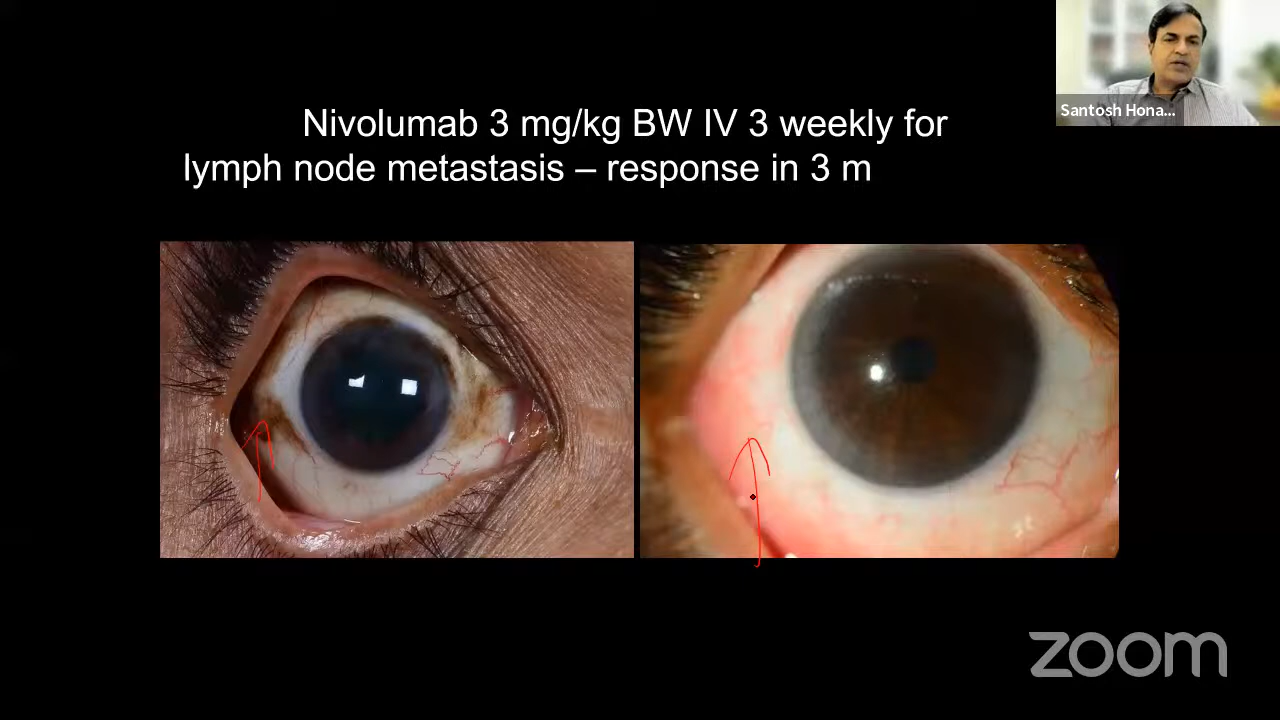 Santosh Hona...
Nivolumab 3 mg/kg BW IV 3 weekly for
lymph node metastasis – response in 3 m
zoom